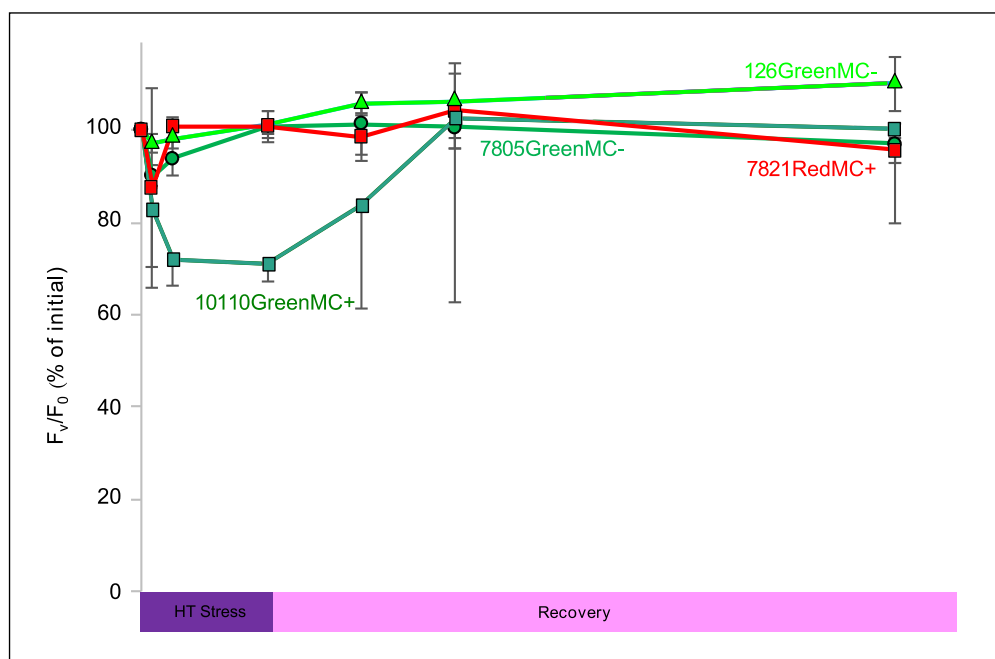 126GreenMC-
100
7805GreenMC-
7821RedMC+
80
10110GreenMC+
60
Fv/F0 (% of initial)
40
20
0
HT Stress
Recovery